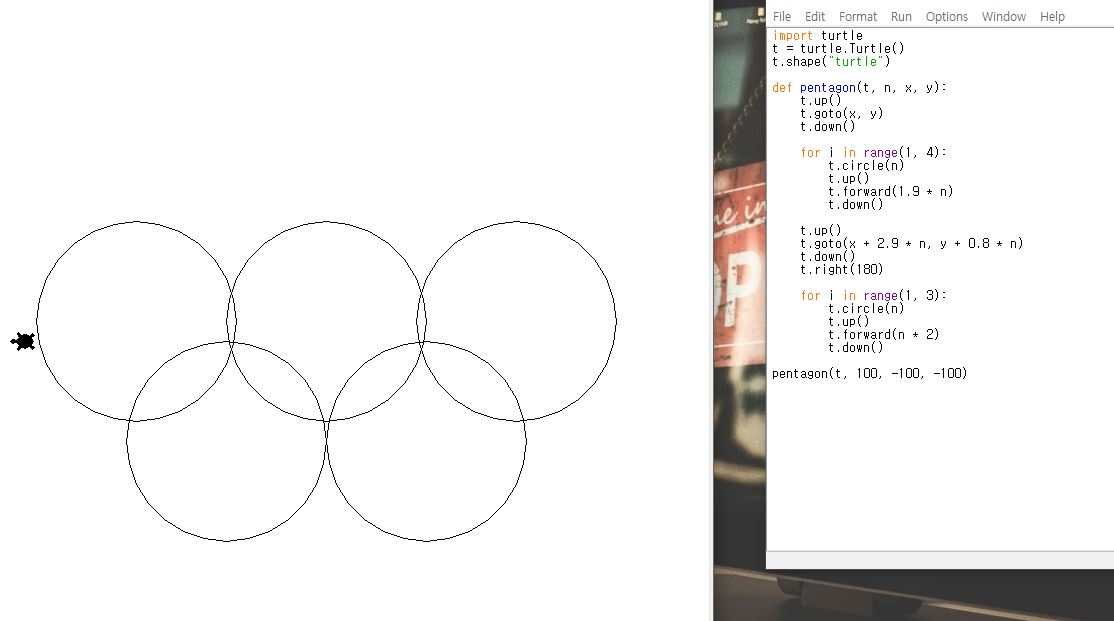 File Edit Format Run Options Window Help
import turtle
t = turtle.Turtle()
t.shape("turtle")
def pentagon(t, n, x, y):
    t.up()
    t.goto(x, y)
    t.down()
    for i in range(1, 4):
        t.circle(n)
        t.up()
        t.forward(1.9 * n)
        t.down()
    t.up()
    t.goto(x + 2.9 * n, y + 0.8 * n)
    t.down()
    t.right(180)
    for i in range(1, 3):
        t.circle(n)
        t.up()
        t.forward(n * 2)
        t.down()
pentagon(t, 100, -100, -100)